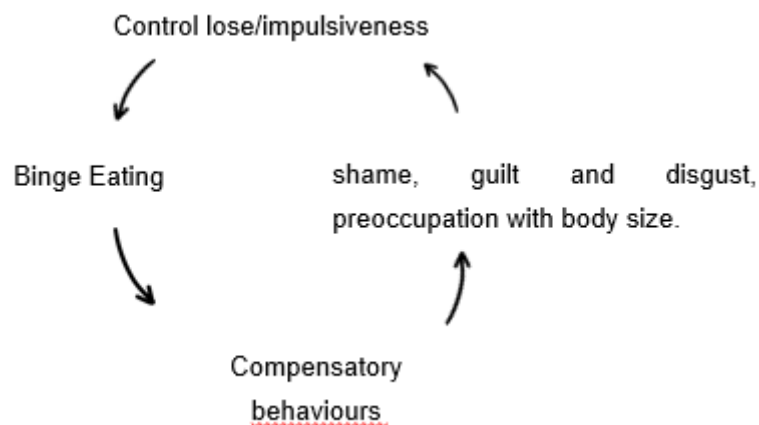 Control lose/impulsiveness
Binge Eating
shame, guilt and disgust,
preoccupation with body size.
Compensatory
behaviours